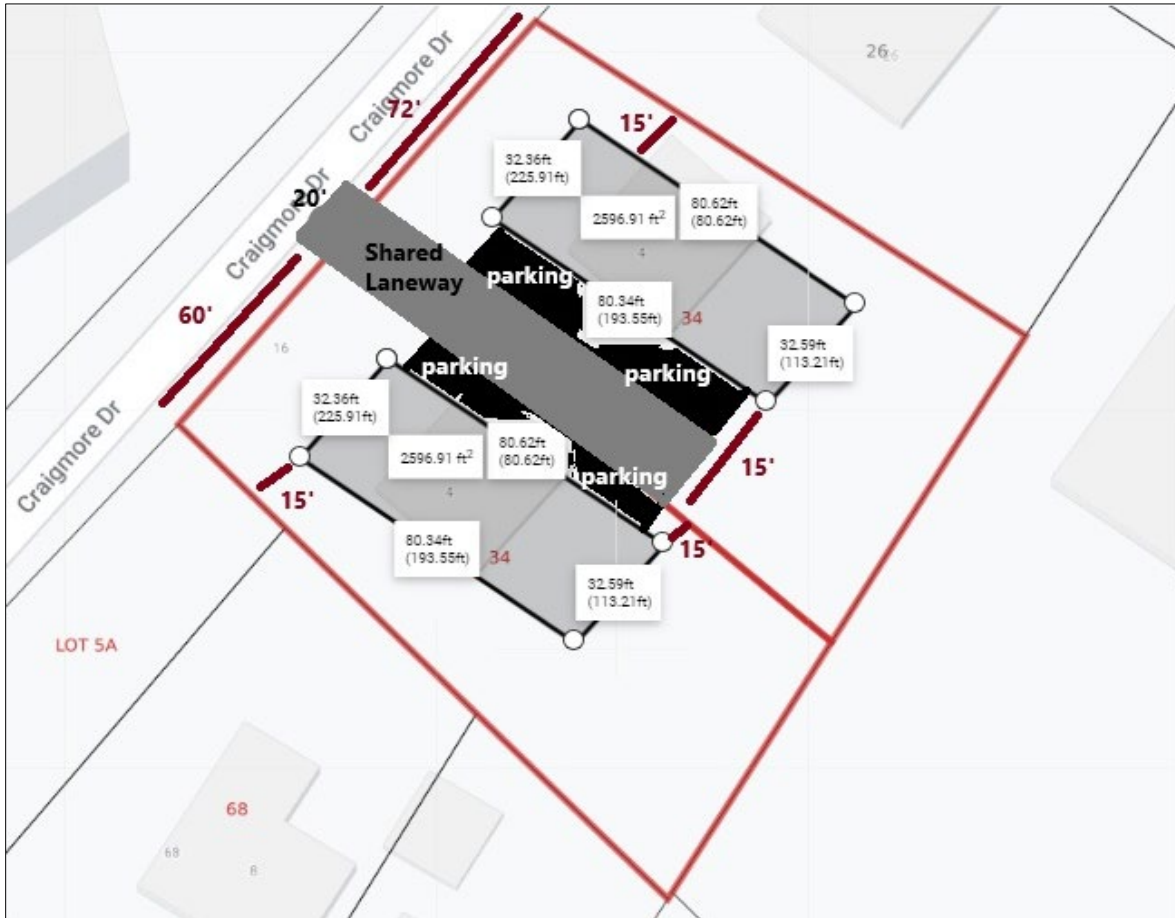 Craigmore Dr
26
26
72'
15'
32.36ft
(225.91ft)
80.62ft
(80.62ft)
2596.91 ft²
20'
Craigmore Dr
4
Shared
Laneway
parking
80.34ft
(193.55ft)
34
60'
32.59ft
(113.21ft)
16
parking
parking
32.36ft
(225.91ft)
80.62ft
(80.62ft)
2596.91 ft²
15'
Craigmore Dr
parking
4
15'
80.34ft
(193.55ft)
34
15'
32.59ft
(113.21ft)
LOT 5A
68
68
8